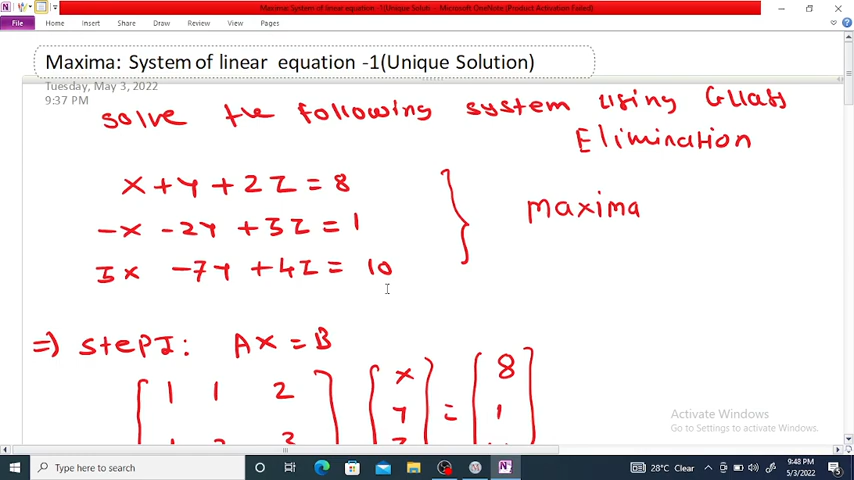 Maxima: System of linear equation -1(Unique Soluti... - Microsoft OneNote (Product Activation Failed)
File Home Insert Draw Share Review View Pages
Maxima: System of linear equation -1(Unique Solution)
Tuesday, May 3, 2022
9:37 PM
solve the following system using Guass
Elimination
x + y + 2z = 8
-x - 2y + 3z = 1
3x - 7y + 4z = 10
maxima
=) step I: AX = B
1 1 2 x 8
y = 1
Activate Windows
Go to Settings to activate Windows.
Type here to search
28°C Clear
9:48 PM
5/3/2022
5